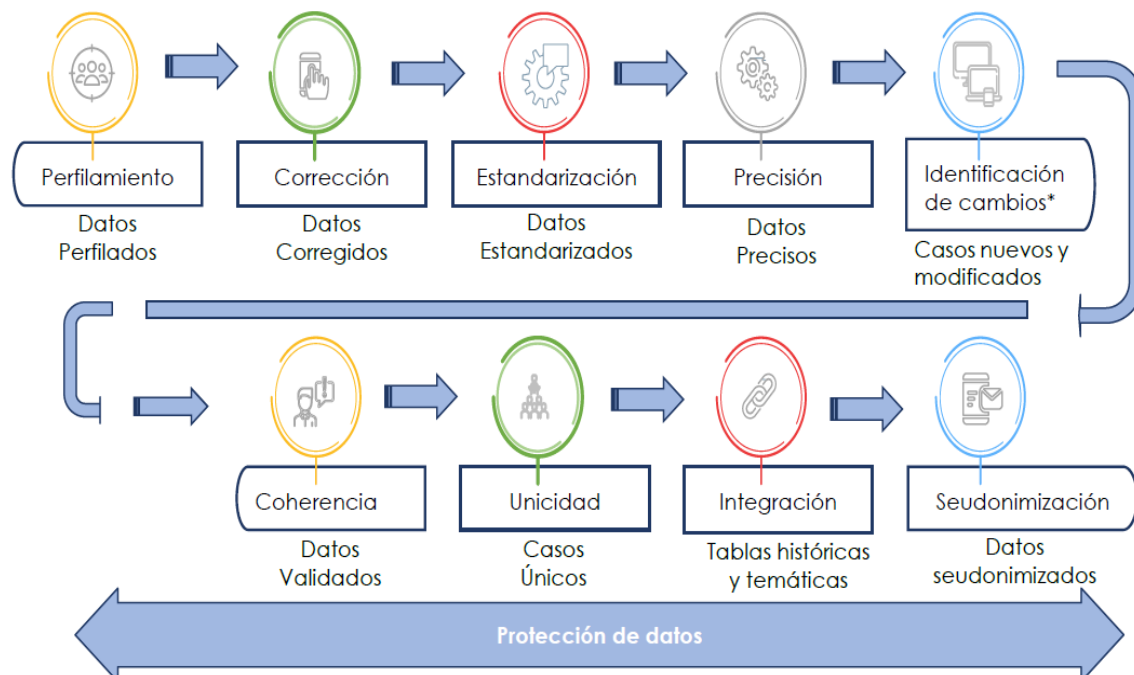 Perfilamiento
Datos
Perfilados
Corrección
Datos
Corregidos
Estandarización
Datos
Estandarizados
Precisión
Datos
Precisos
Identificación
de cambios*
Casos nuevos y
modificados
Coherencia
Datos
Validados
Unicidad
Casos
Únicos
Integración
Tablas históricas
y temáticas
Seudonimización
Datos
seudonimizados
Protección de datos